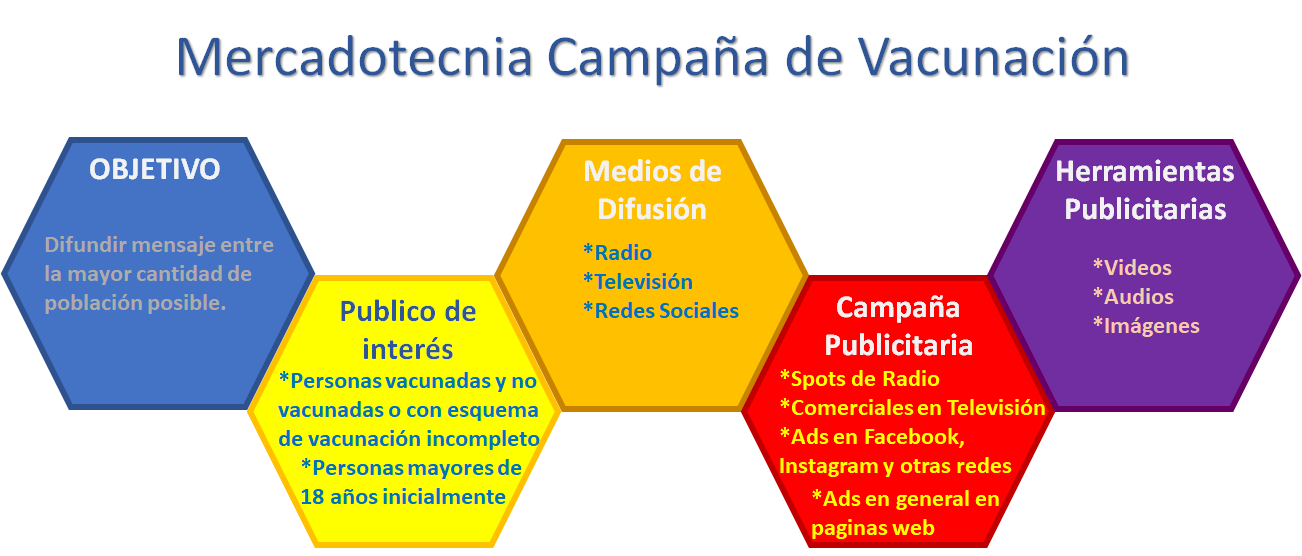 Mercadotecnia Campaña de Vacunación
OBJETIVO
Difundir mensaje entre
la mayor cantidad de
población posible.
Publico de
interés
*Personas vacunadas y no
vacunadas o con esquema
de vacunación incompleto
*Personas mayores de
18 años inicialmente
Medios de
Difusión
*Radio
*Televisión
*Redes Sociales
Campaña
Publicitaria
*Spots de Radio
*Comerciales en Televisión
*Ads en Facebook,
Instagram y otras redes
*Ads en general en
paginas web
Herramientas
Publicitarias
*Videos
*Audios
*Imágenes